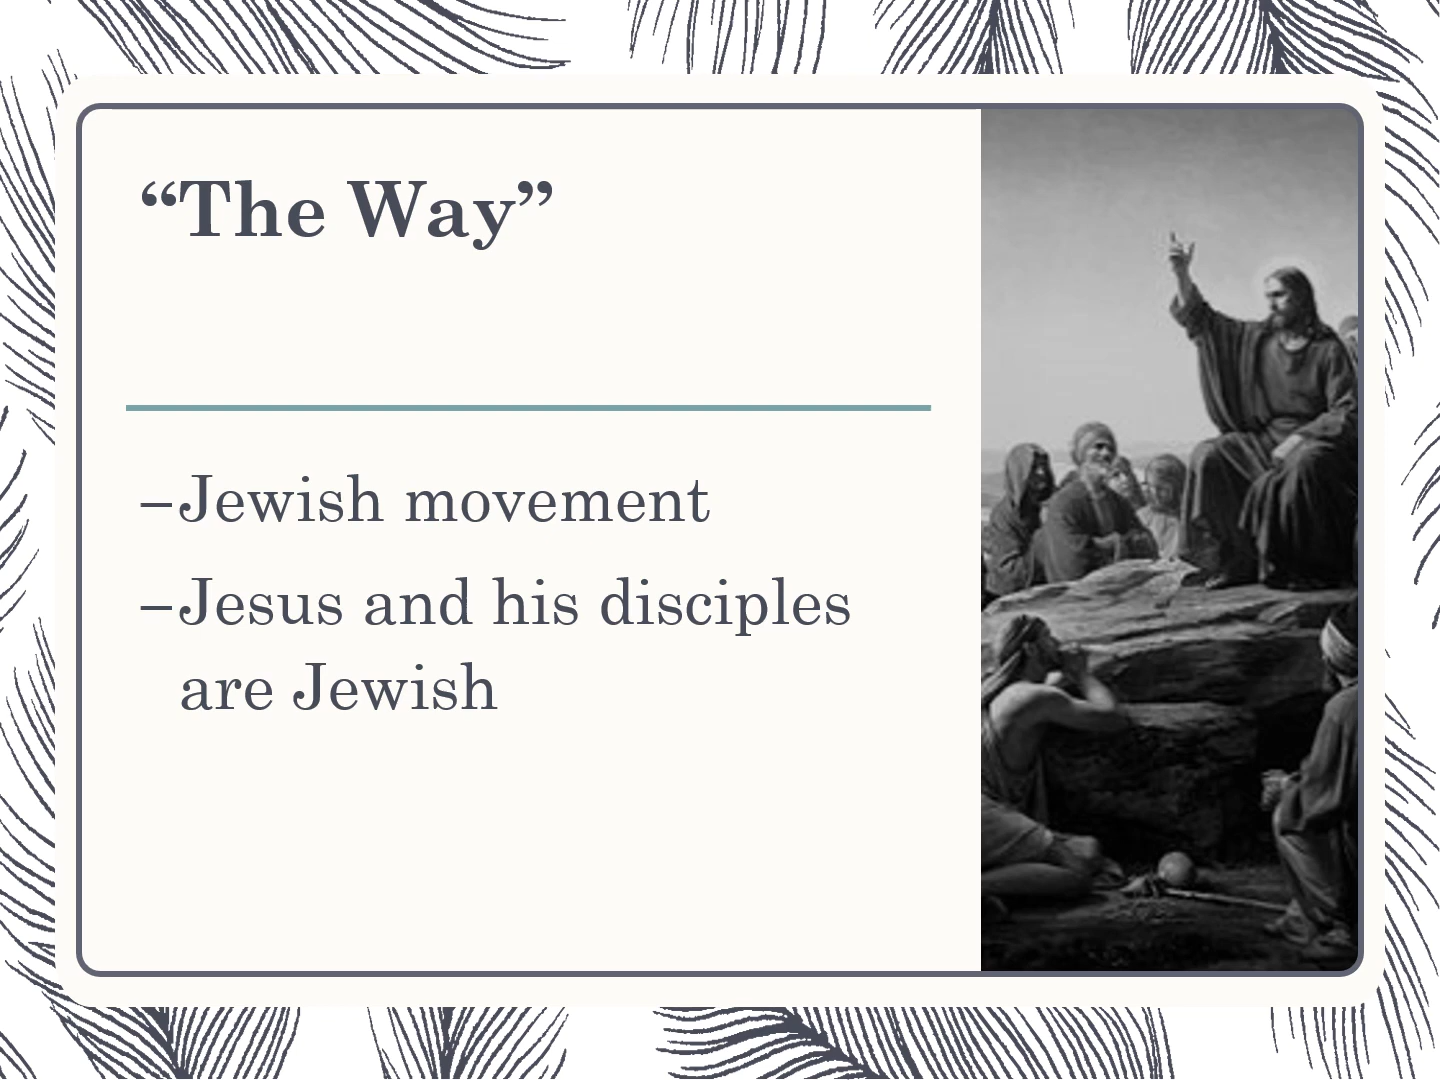 “The Way”
–Jewish movement
–Jesus and his disciples
are Jewish